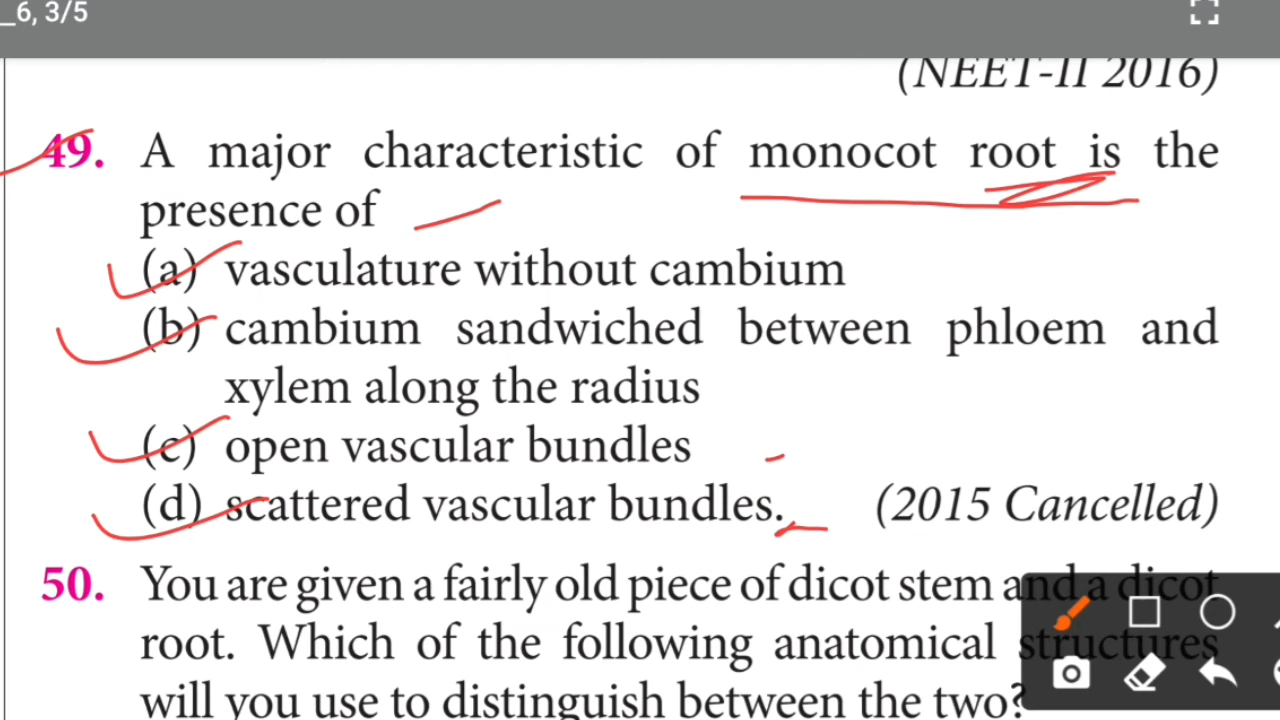 _6, 3/5
(NEET-II 2016)
49. A major characteristic of monocot root is the
presence of
(a) vasculature without cambium
(b) cambium sandwiched between phloem and
xylem along the radius
(c) open vascular bundles
(d) scattered vascular bundles. (2015 Cancelled)
50. You are given a fairly old piece of dicot stem and a dicot
root. Which of the following anatomical structures
will you use to distinguish between the two?